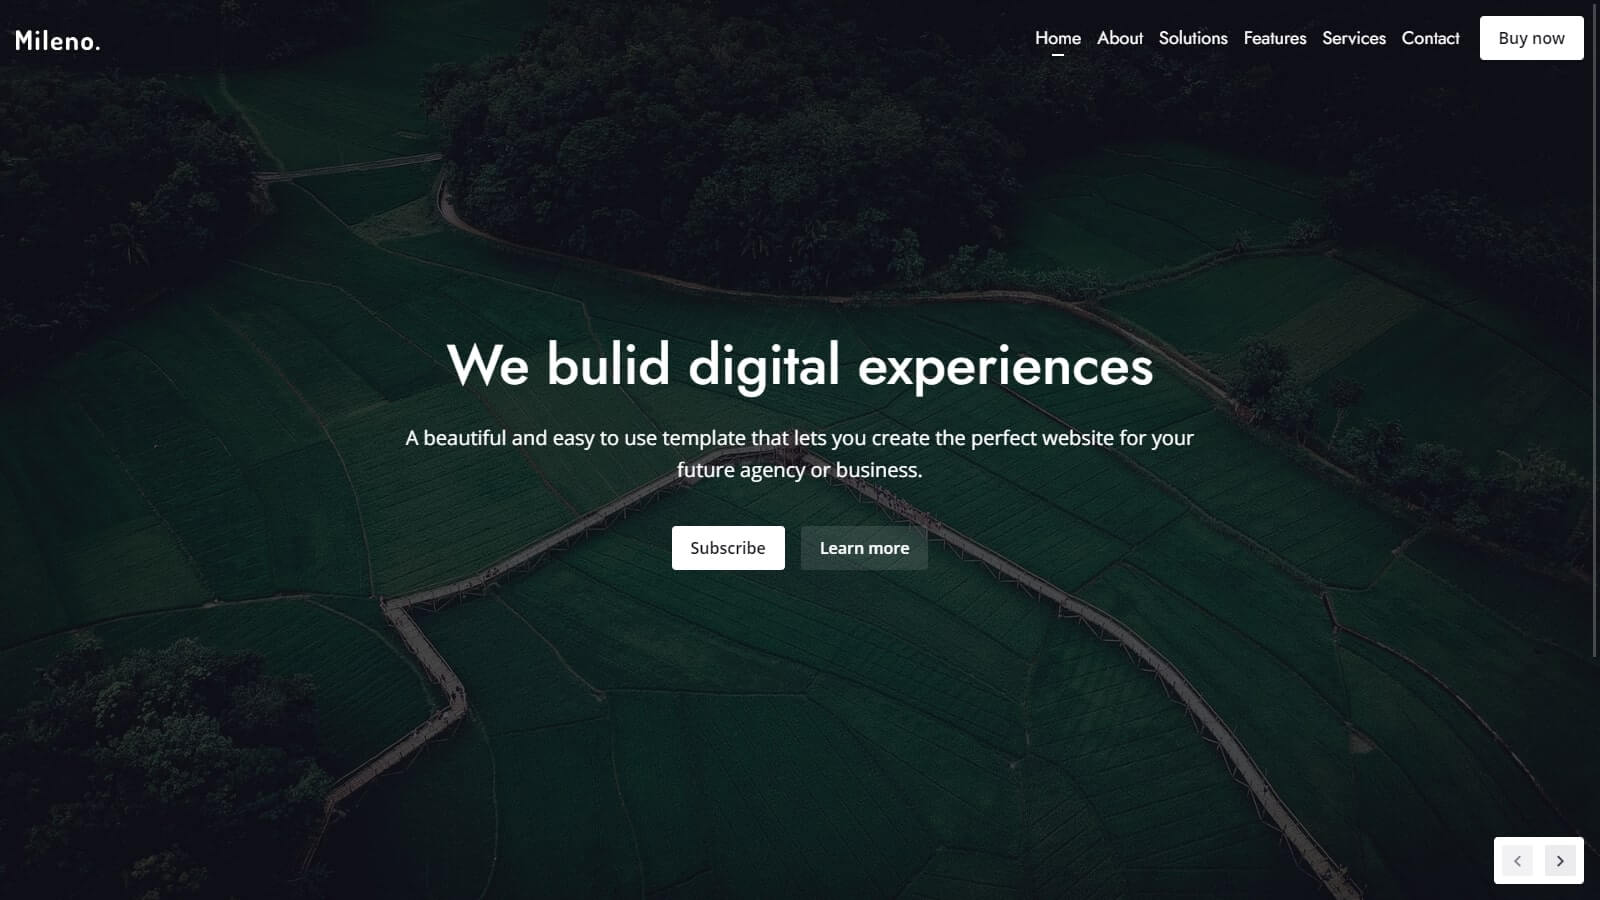 Mileno.
Home About Solutions Features Services Contact Buy now
We bulid digital experiences
A beautiful and easy to use template that lets you create the perfect website for your
future agency or business.
Subscribe Learn more